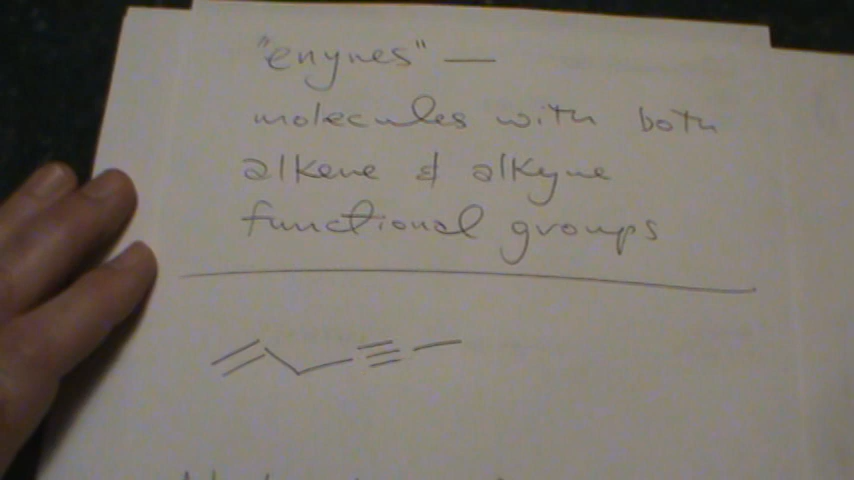 "enynes" —
molecules with both
alkene & alkyne
functional groups